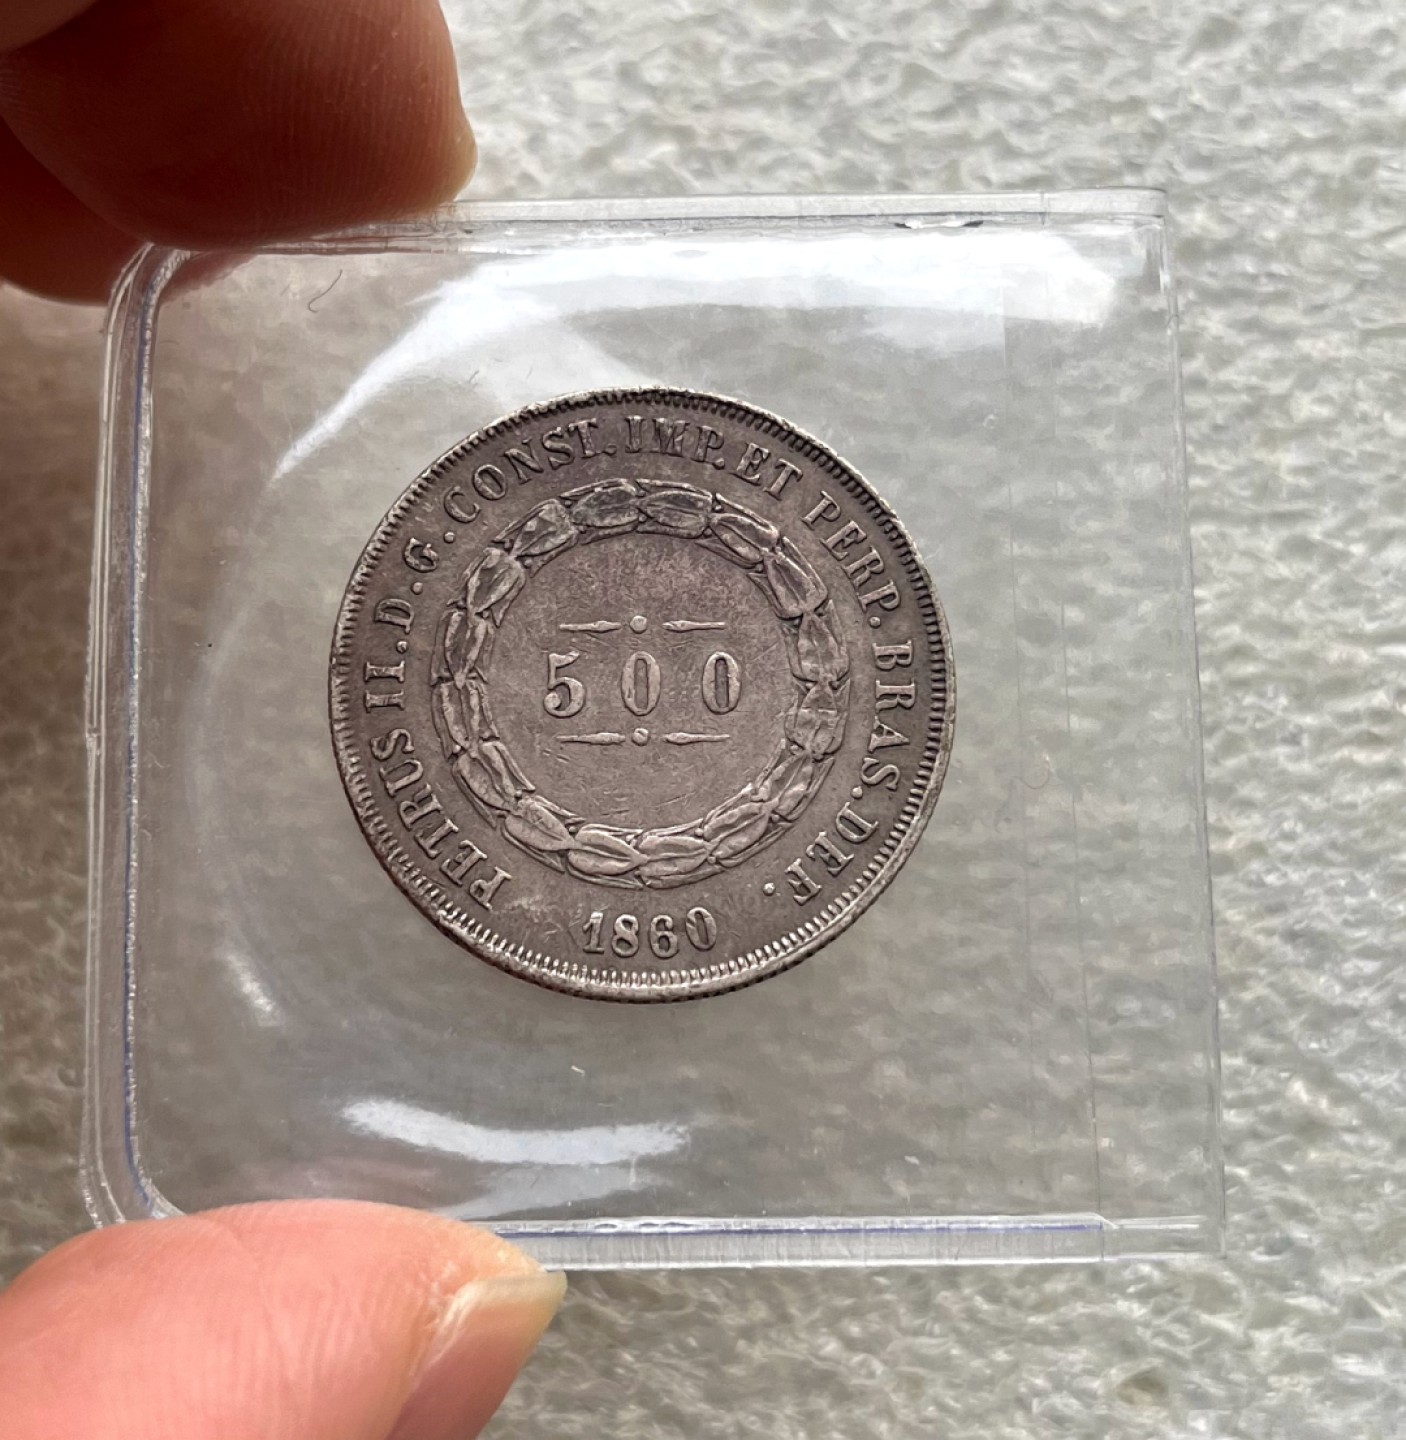 PETRUS II.D.G.CONST.IMP.ET PERP.BRAS.DEF.
500
1860